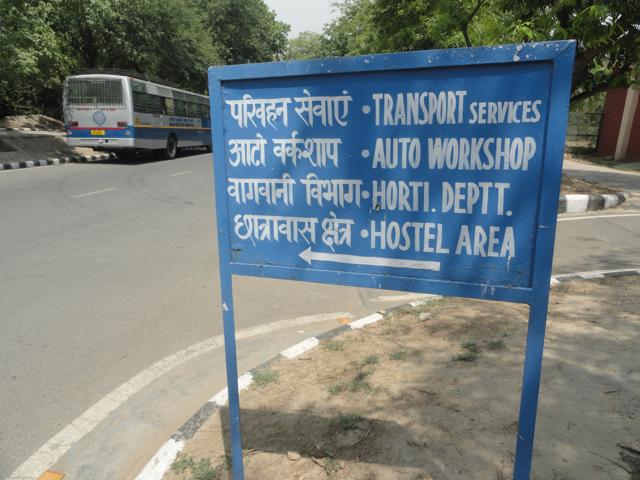 परिवहन सेवाएं • TRANSPORT SERVICES
आटो वर्कशाप • AUTO WORKSHOP
वागवानी विभाग • HORTI. DEPTT.
छात्रावास क्षेत्र • HOSTEL AREA